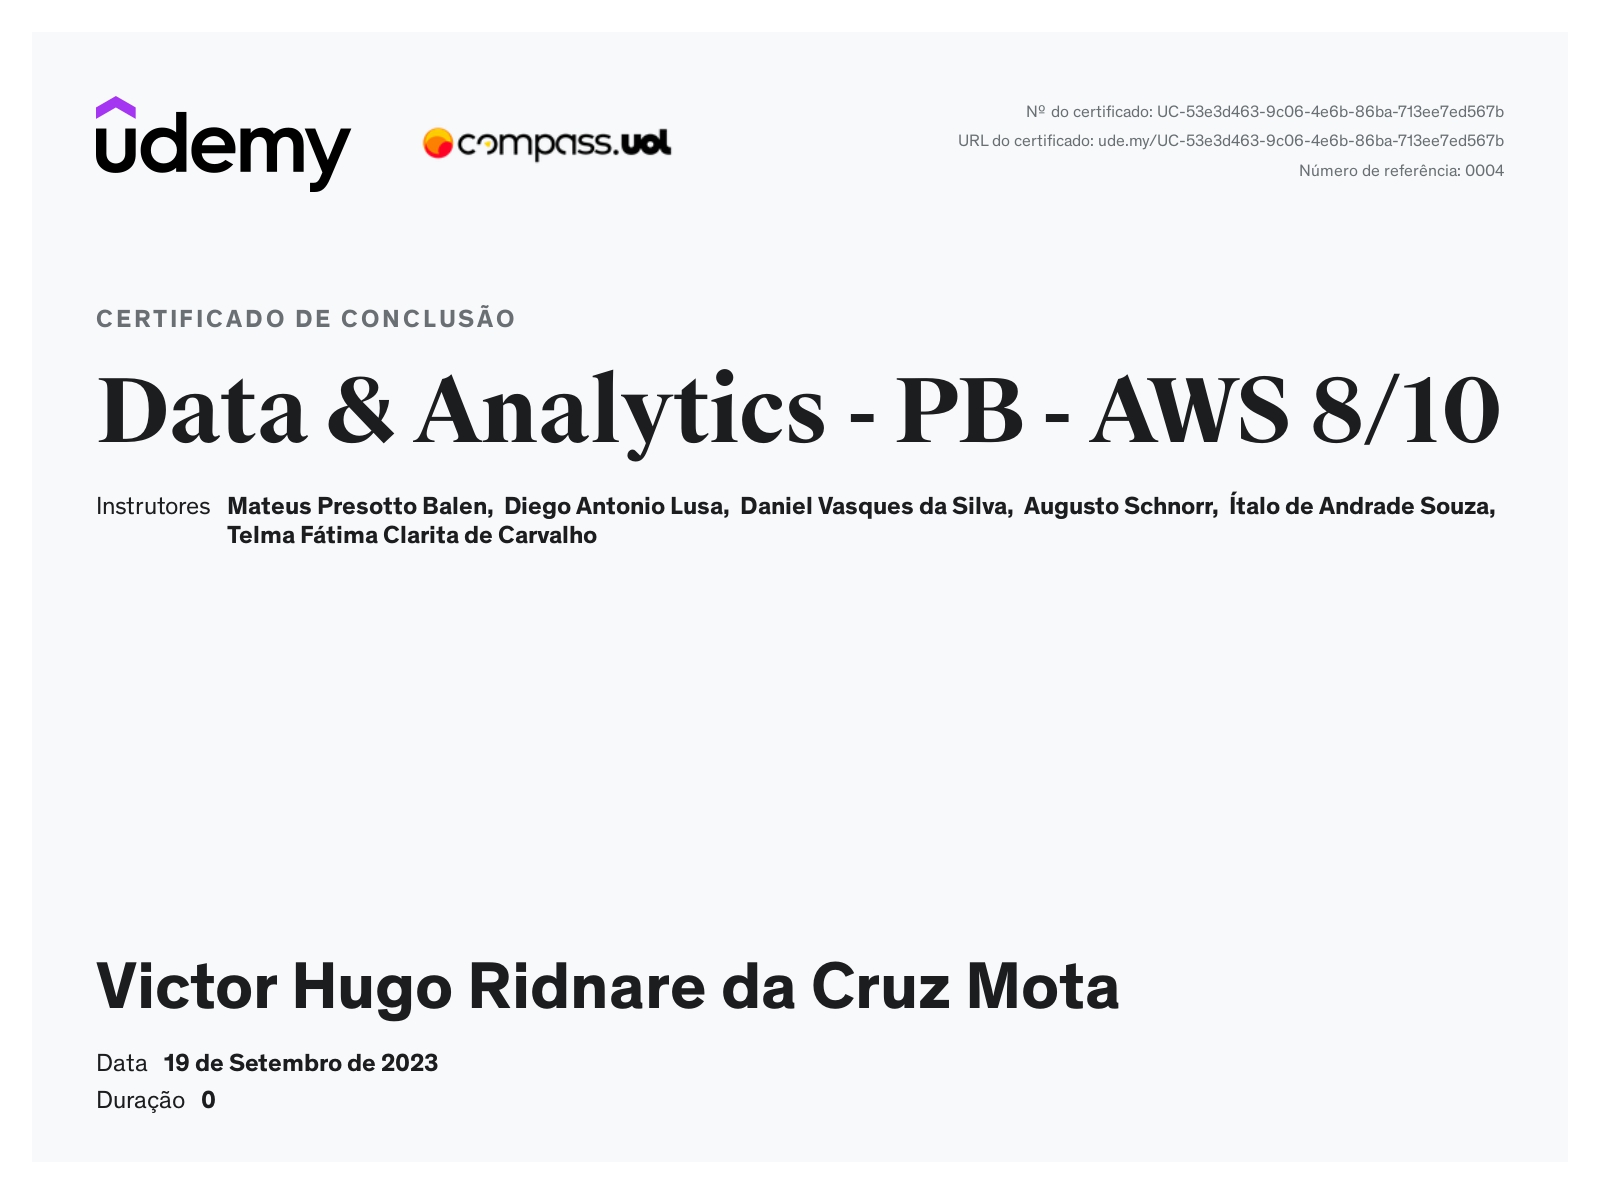 udemy
compass.uol
Nº do certificado: UC-53e3d463-9c06-4e6b-86ba-713ee7ed567b
URL do certificado: ude.my/UC-53e3d463-9c06-4e6b-86ba-713ee7ed567b
Número de referência: 0004
CERTIFICADO DE CONCLUSÃO
Data & Analytics - PB - AWS 8/10
Instrutores Mateus Presotto Balen, Diego Antonio Lusa, Daniel Vasques da Silva, Augusto Schnorr, Ítalo de Andrade Souza,
Telma Fátima Clarita de Carvalho
Victor Hugo Ridnare da Cruz Mota
Data 19 de Setembro de 2023
Duração 0